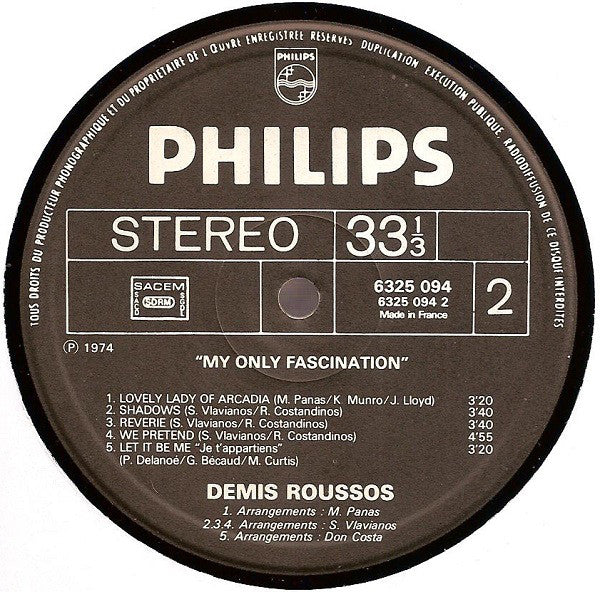 TOUS DROITS DU PRODUCTEUR PHONOGRAPHIQUE ET DU PROPRIETAIRE DE L'ŒUVRE ENREGISTREE RESERVES DUPLICATION EXECUTION PUBLIQUE, RADIODIFFUSION DE CE DISQUE INTERDITES
PHILIPS
PHILIPS
STEREO 33 1/3
SACEM
SACD SDRM SGDL
6325 094
6325 094 2
Made in France
2
℗ 1974
"MY ONLY FASCINATION"
1. LOVELY LADY OF ARCADIA (M. Panas/K. Munro/J. Lloyd) 3'20
2. SHADOWS (S. Vlavianos/R. Costandinos) 3'40
3. REVERIE (S. Vlavianos/R. Costandinos) 3'40
4. WE PRETEND (S. Vlavianos/R. Costandinos) 4'55
5. LET IT BE ME "Je t'appartiens" 3'20
(P. Delanoé/G. Bécaud/M. Curtis)
DEMIS ROUSSOS
1. Arrangements : M. Panas
2.3.4. Arrangements : S. Vlavianos
5. Arrangements : Don Costa